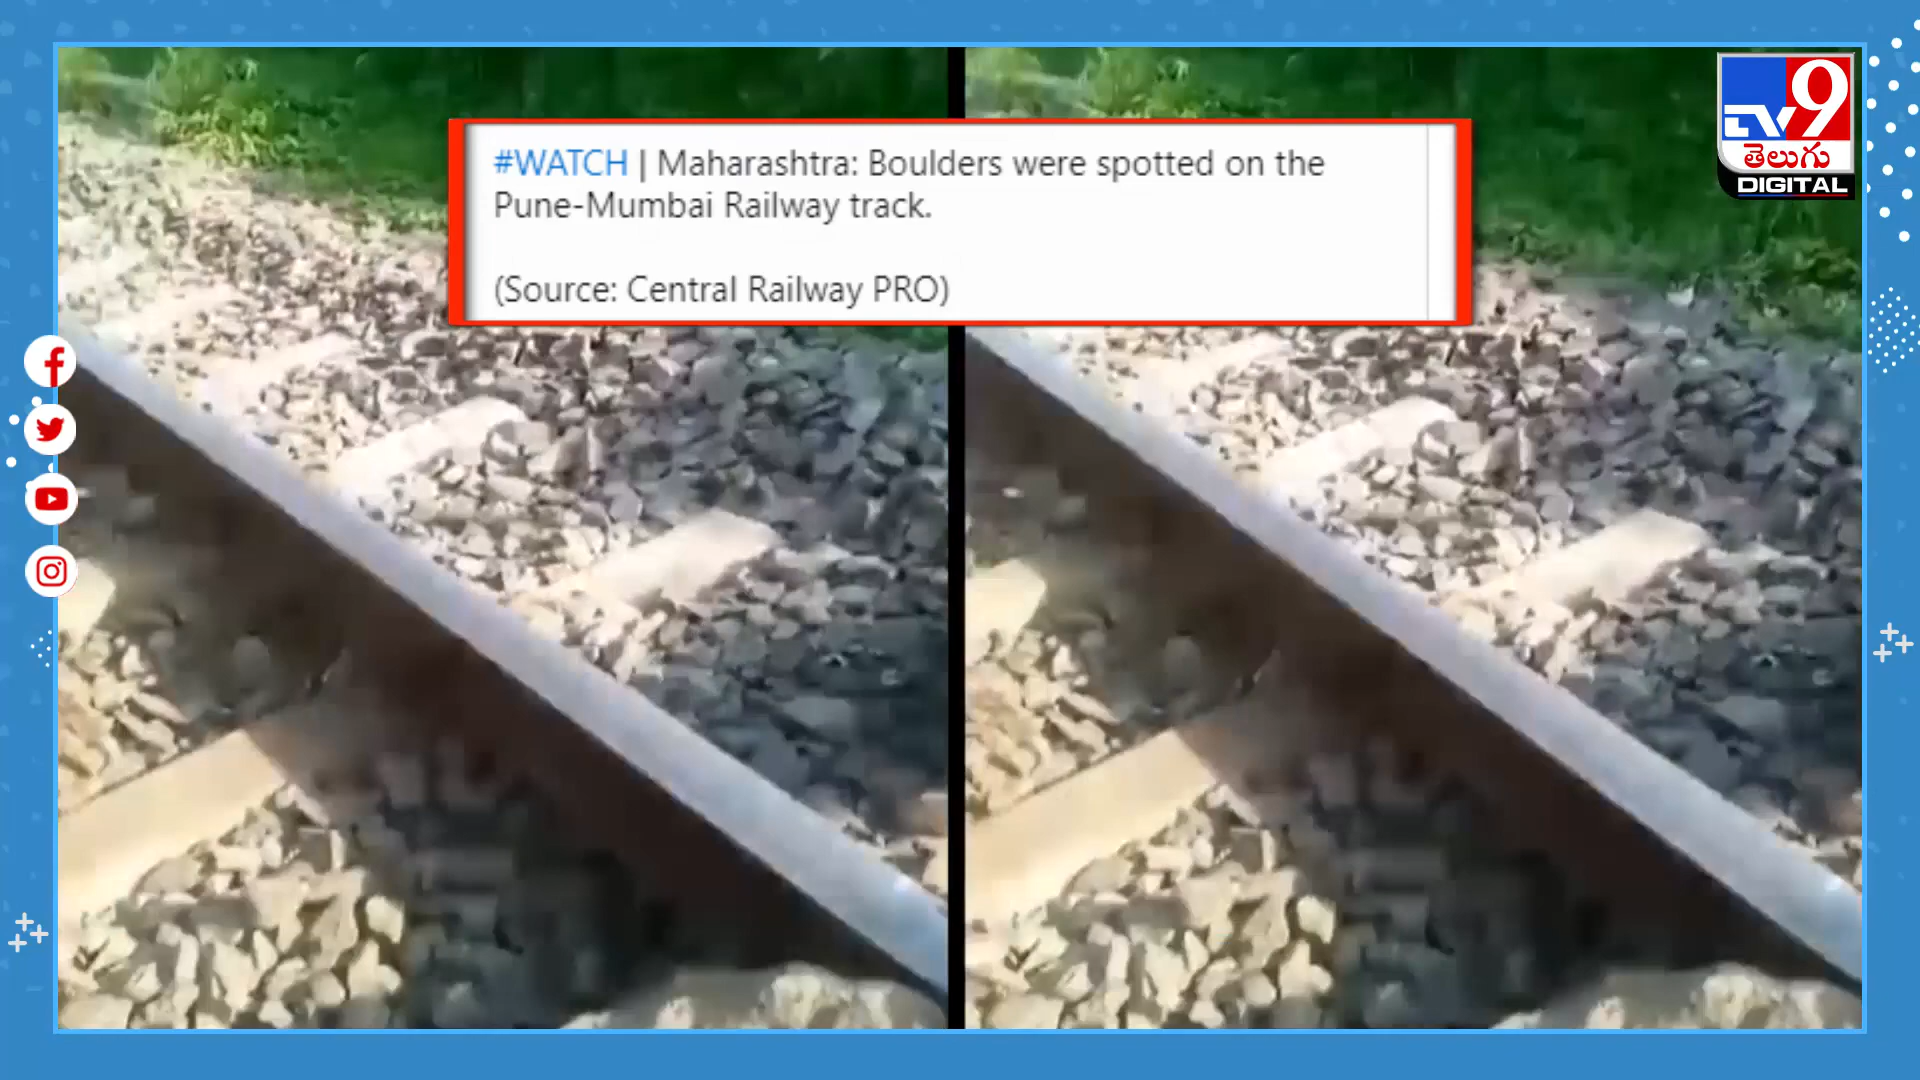 #WATCH | Maharashtra: Boulders were spotted on the
Pune-Mumbai Railway track.
(Source: Central Railway PRO)
TV9
తెలుగు
DIGITAL